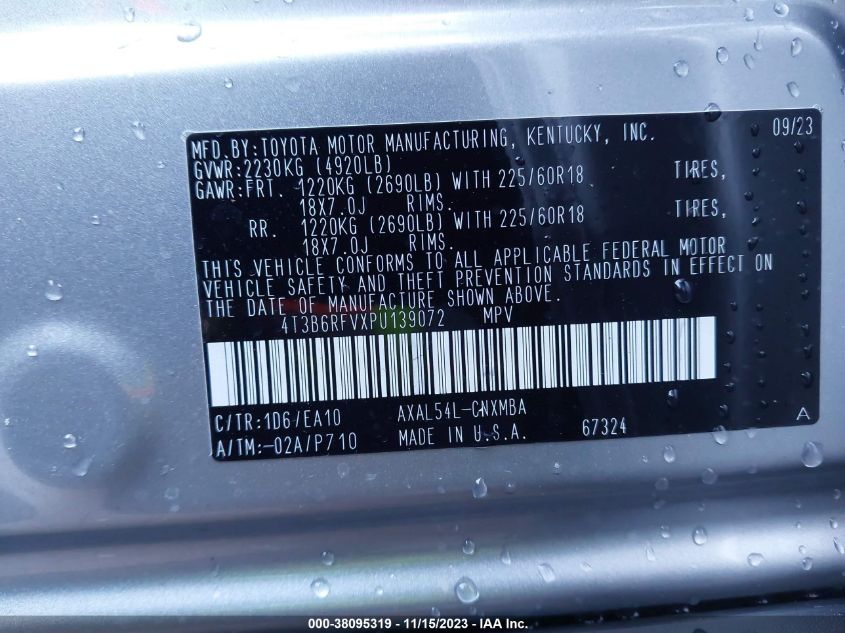 09/23
MFD.BY:TOYOTA MOTOR MANUFACTURING, KENTUCKY, INC.
GVWR:2230KG (4920LB)
GAWR:FRT. 1220KG (2690LB) WITH 225/60R18 TIRES,
18X7.0J RIMS.
RR. 1220KG (2690LB) WITH 225/60R18 TIRES,
18X7.0J RIMS.
THIS VEHICLE CONFORMS TO ALL APPLICABLE FEDERAL MOTOR
VEHICLE SAFETY AND THEFT PREVENTION STANDARDS IN EFFECT ON
THE DATE OF MANUFACTURE SHOWN ABOVE.
4T3B6RFVXPU139072 MPV
C/TR:1D6/EA10 AXAL54L-CNXMBA A
A/TM:-02A/P710 MADE IN U.S.A. 67324
000-38095319 - 11/15/2023 - IAA Inc.